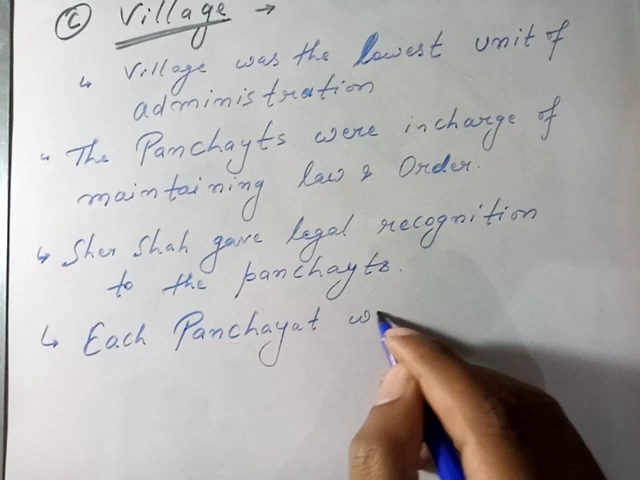 (C) Village →
↳ Village was the lowest unit of
administration
↳ The Panchayts were incharge of
maintaining law & Order.
↳ Sher Shah gave legal recognition
to the panchayts.
↳ Each Panchayat w